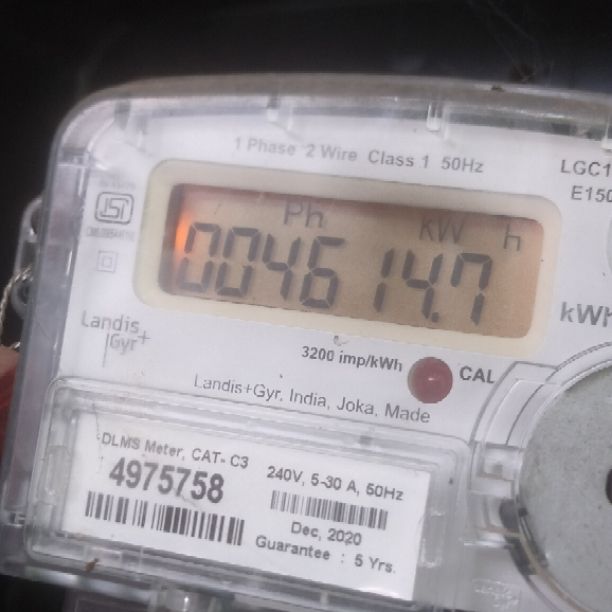 1 Phase 2 Wire Class 1 50Hz
LGC1
E150
ISI
Ph kW h
004614.7
kWh
Landis
Gyr+
3200 imp/kWh
CAL
Landis+Gyr, India, Joka, Made
DLMS Meter, CAT- C3
4975758
240V, 5-30 A, 50Hz
Dec, 2020
Guarantee : 5 Yrs.